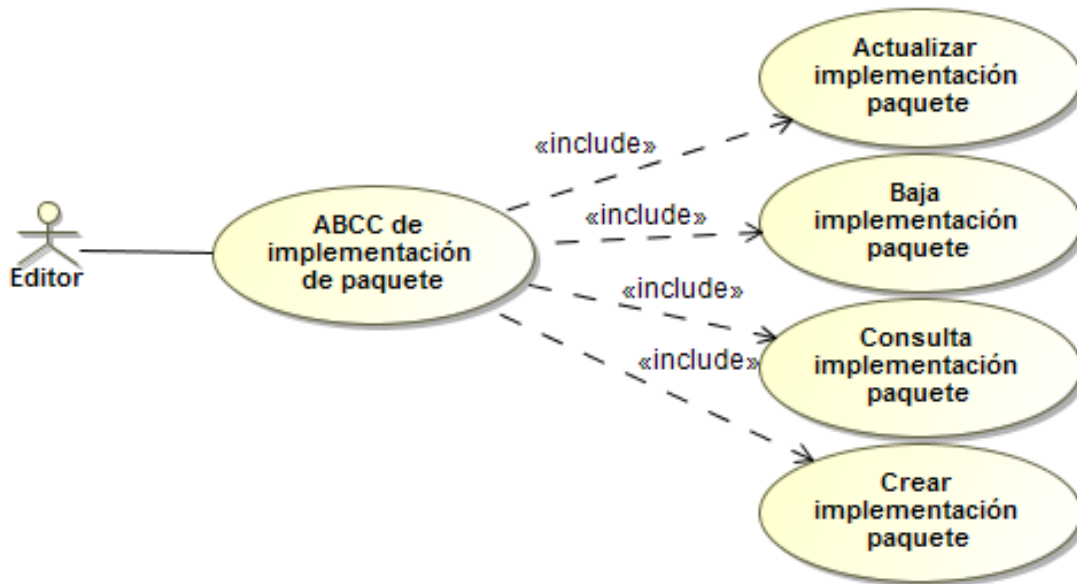 Actualizar
implementación
paquete
«include»
Baja
implementación
paquete
«include»
Editor
ABCC de
implementación
de paquete
«include»
Consulta
implementación
paquete
«include»
Crear
implementación
paquete